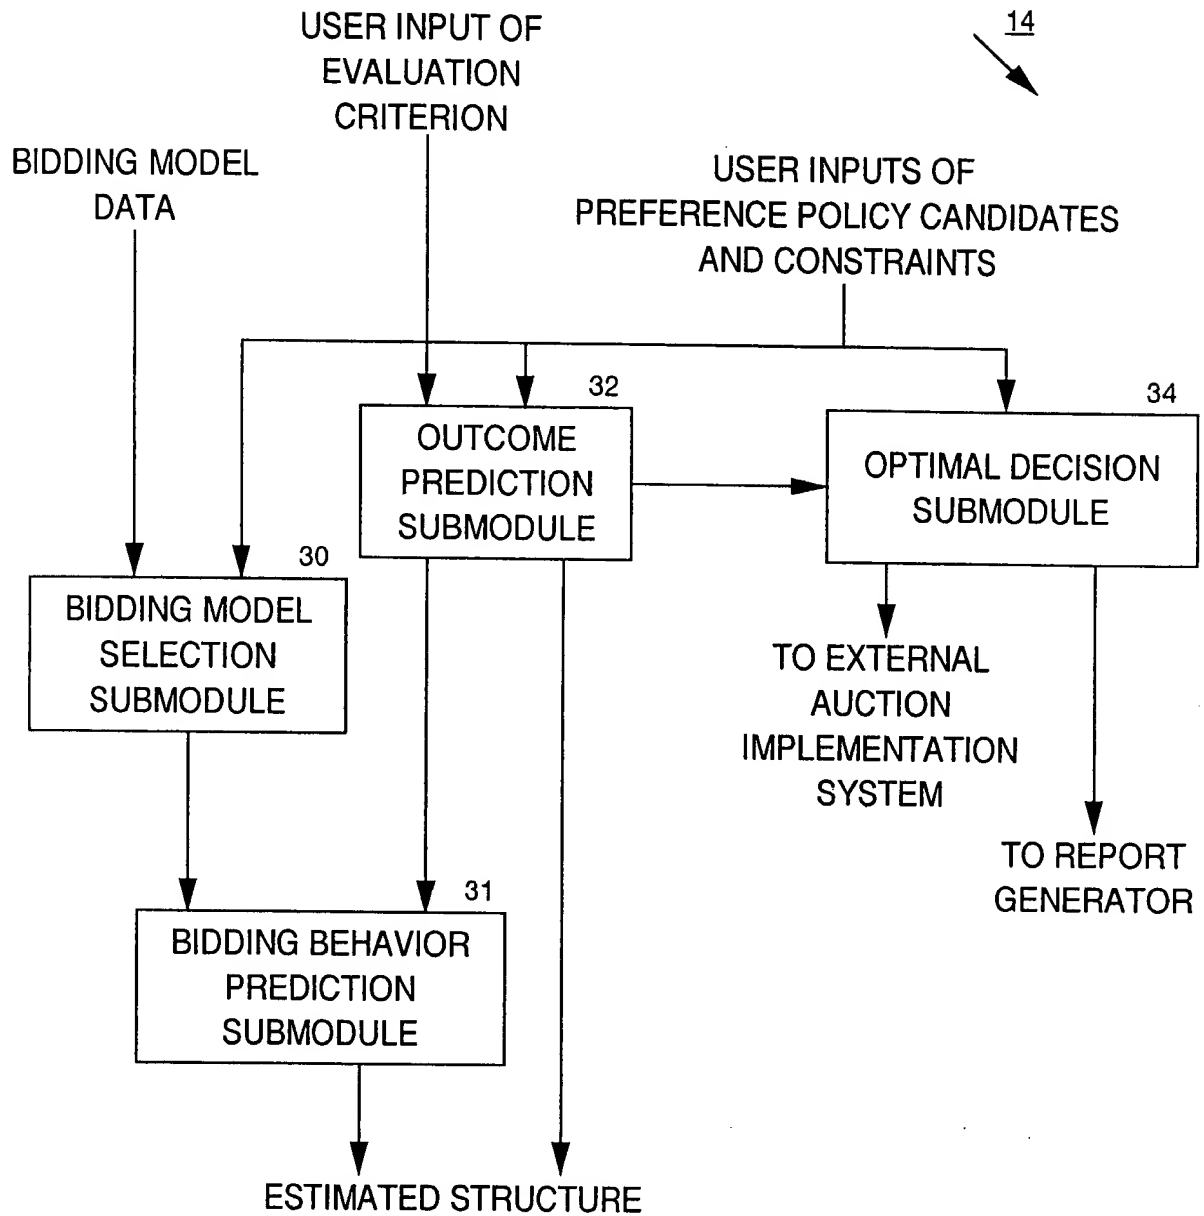 USER INPUT OF
EVALUATION
CRITERION
14
BIDDING MODEL
DATA
USER INPUTS OF
PREFERENCE POLICY CANDIDATES
AND CONSTRAINTS
32
OUTCOME
PREDICTION
SUBMODULE
34
OPTIMAL DECISION
SUBMODULE
30
BIDDING MODEL
SELECTION
SUBMODULE
TO EXTERNAL
AUCTION
IMPLEMENTATION
SYSTEM
TO REPORT
GENERATOR
31
BIDDING BEHAVIOR
PREDICTION
SUBMODULE
ESTIMATED STRUCTURE